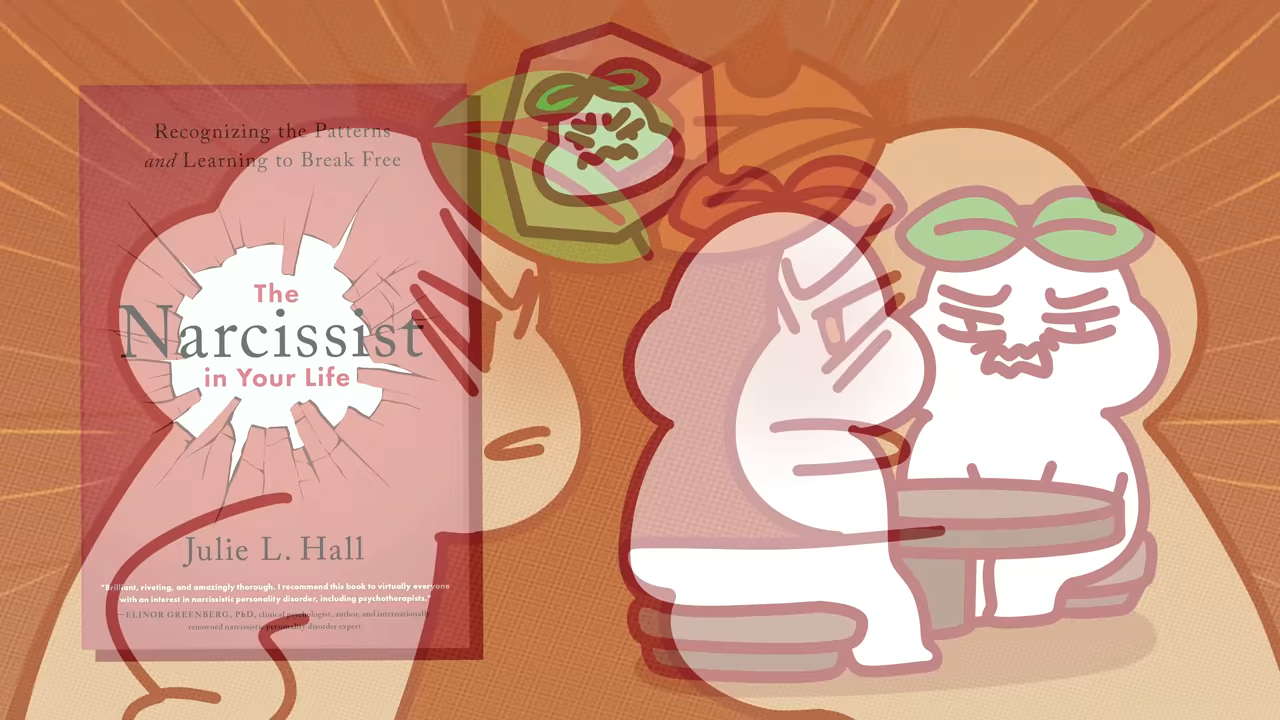 Recognizing the Patterns
and Learning to Break Free
The
Narcissist
in Your Life
Julie L. Hall
"Brilliant, riveting, and amazingly thorough. I recommend this book to virtually everyone
with an interest in narcissistic personality disorder, including psychotherapists."
—ELINOR GREENBERG, PhD, clinical psychologist, author, and internationally
renowned narcissistic personality disorder expert